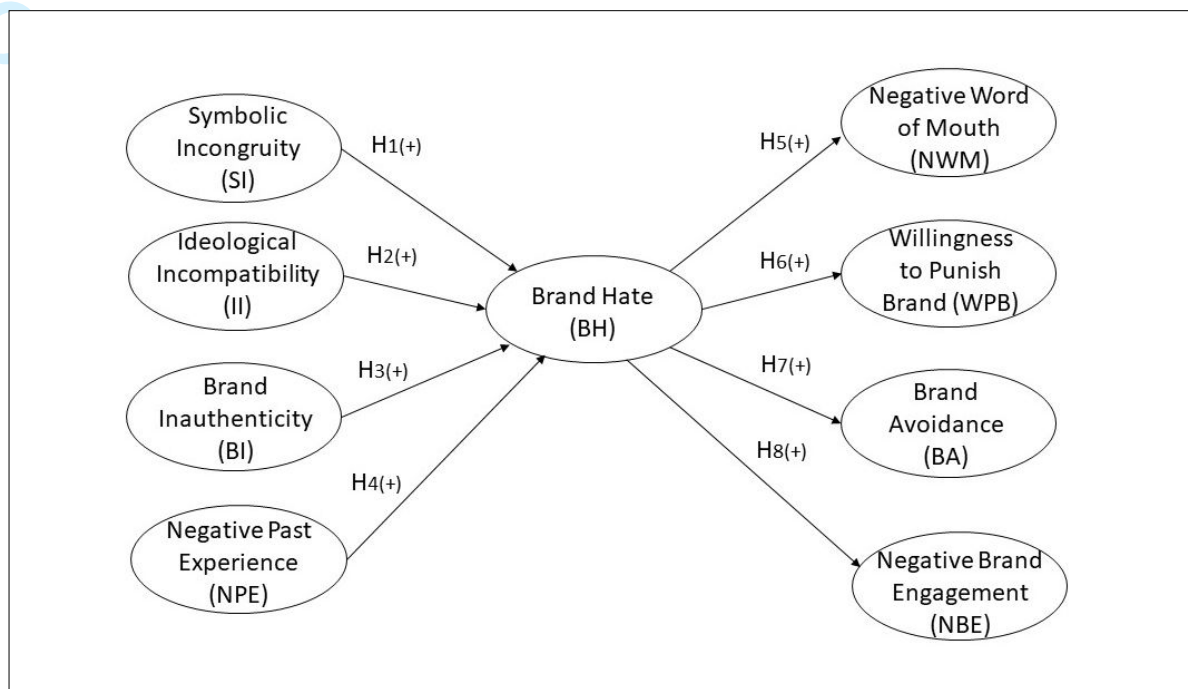 Symbolic
Incongruity
(SI)
H1(+)
Ideological
Incompatibility
(II)
H2(+)
Brand
Inauthenticity
(BI)
H3(+)
Negative Past
Experience
(NPE)
H4(+)
Brand Hate
(BH)
H5(+)
Negative Word
of Mouth
(NWM)
H6(+)
Willingness
to Punish
Brand (WPB)
H7(+)
Brand
Avoidance
(BA)
H8(+)
Negative Brand
Engagement
(NBE)